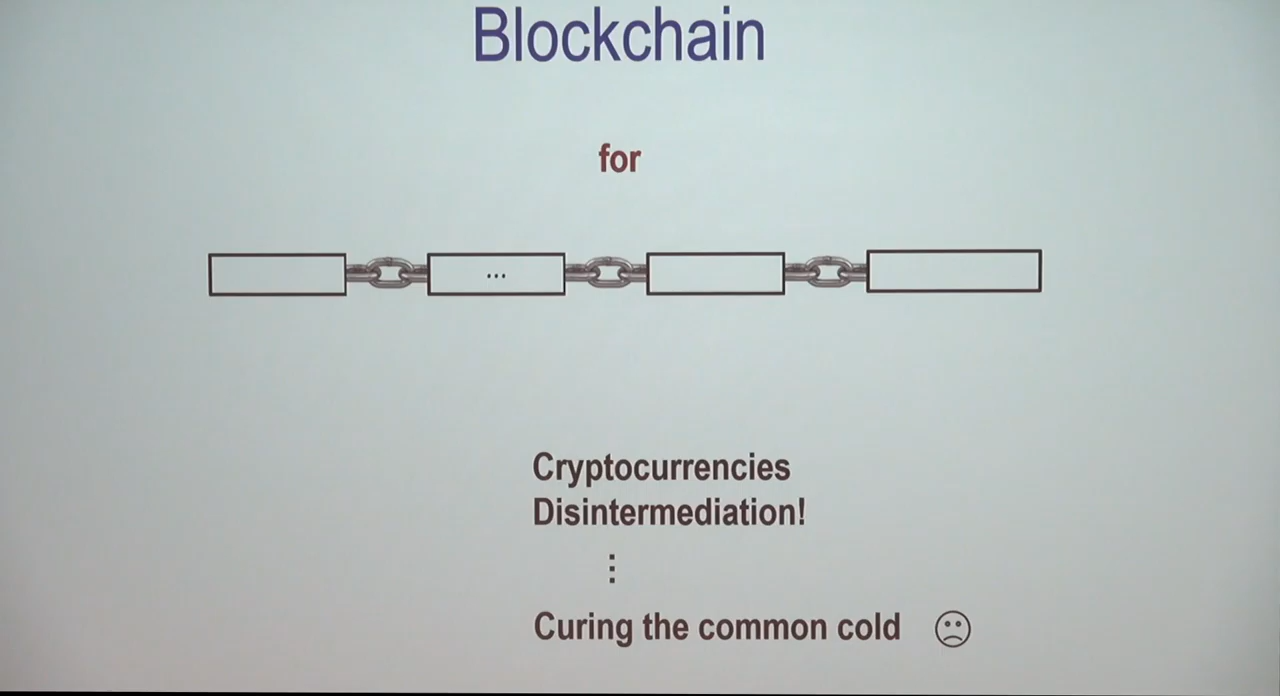 Blockchain
for
...
Cryptocurrencies
Disintermediation!
⋮
Curing the common cold ☹